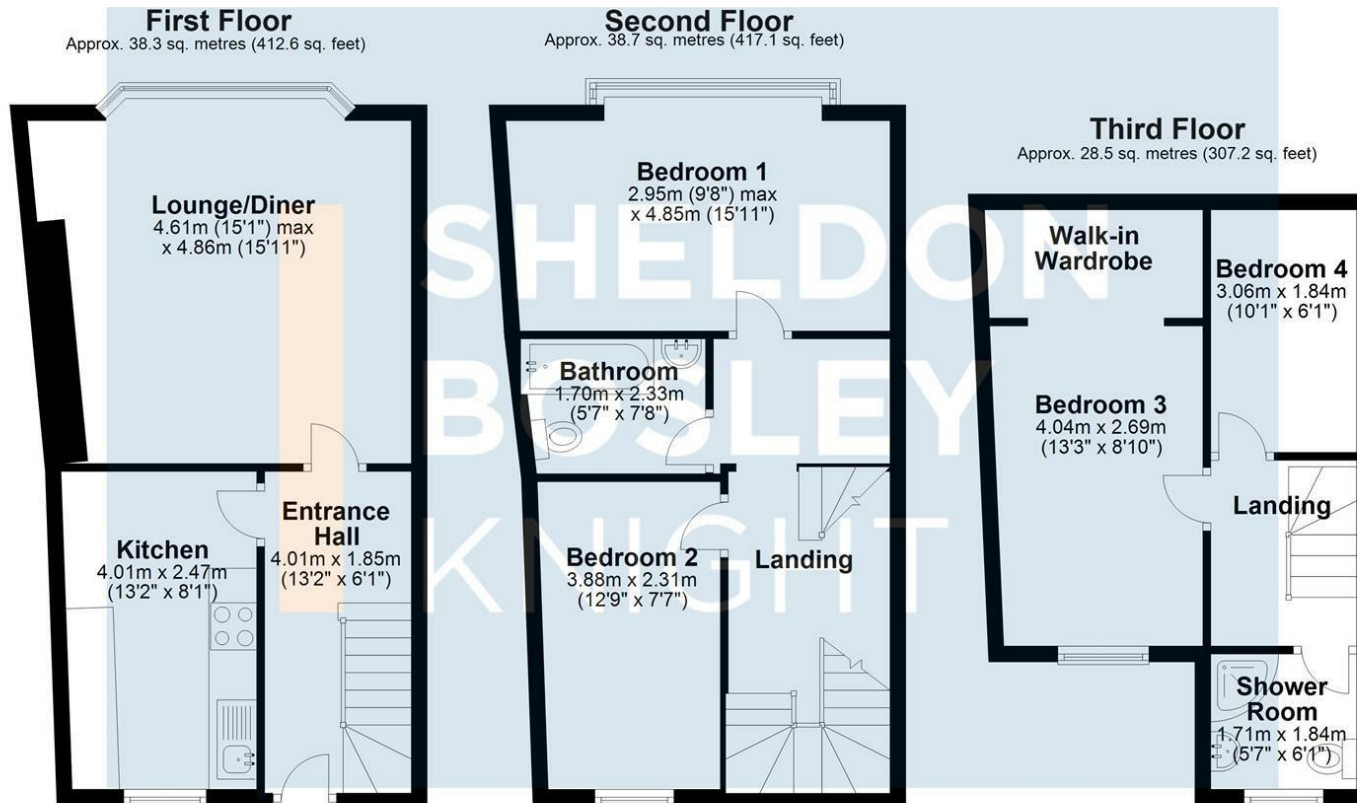 First Floor
Approx. 38.3 sq. metres (412.6 sq. feet)
Lounge/Diner
4.61m (15'1") max
x 4.86m (15'11")
Kitchen
4.01m x 2.47m
(13'2" x 8'1")
Entrance
Hall
4.01m x 1.85m
(13'2" x 6'1")
Second Floor
Approx. 38.7 sq. metres (417.1 sq. feet)
Bedroom 1
2.95m (9'8") max
x 4.85m (15'11")
Bathroom
1.70m x 2.33m
(5'7" x 7'8")
Bedroom 2
3.88m x 2.31m
(12'9" x 7'7")
Landing
Third Floor
Approx. 28.5 sq. metres (307.2 sq. feet)
Walk-in
Wardrobe
Bedroom 4
3.06m x 1.84m
(10'1" x 6'1")
Bedroom 3
4.04m x 2.69m
(13'3" x 8'10")
Landing
Shower
Room
1.71m x 1.84m
(5'7" x 6'1")
SHELDON
BOSLEY
KNIGHT